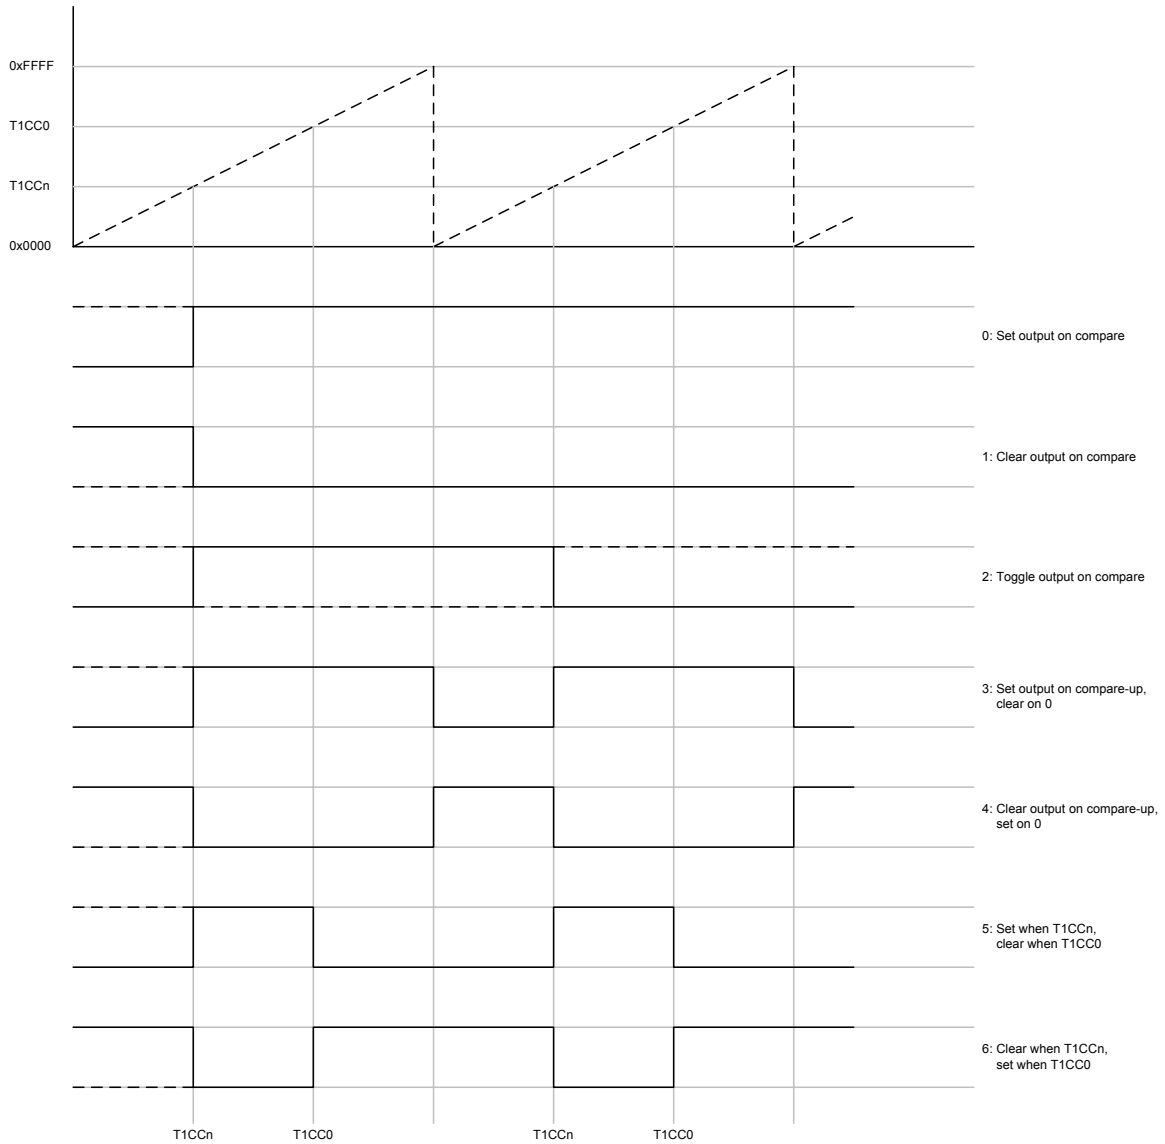 0xFFFF
T1CC0
T1CCn
0x0000
0: Set output on compare
1: Clear output on compare
2: Toggle output on compare
3: Set output on compare-up,
clear on 0
4: Clear output on compare-up,
set on 0
5: Set when T1CCn,
clear when T1CC0
6: Clear when T1CCn,
set when T1CC0
T1CCn T1CC0 T1CCn T1CC0